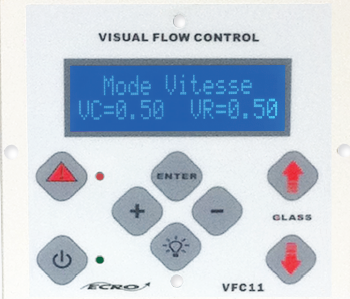 VISUAL FLOW CONTROL
Mode Vitesse
VC=0.50 VR=0.50
ENTER
+ -
GLASS
ECRO
VFC11